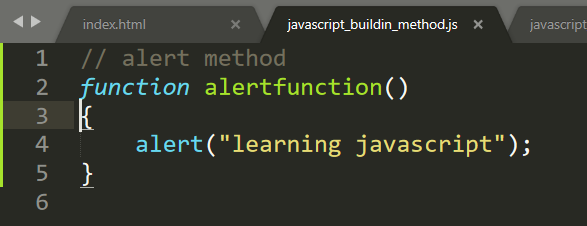 index.html × javascript_buildin_method.js × javascript
1 // alert method
2 function alertfunction()
3 {
4 alert("learning javascript");
5 }
6